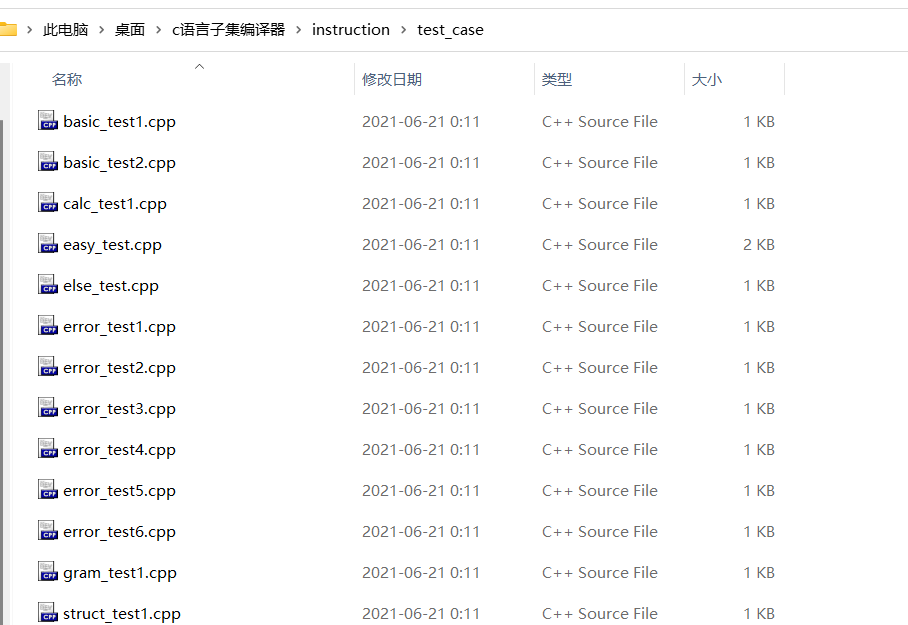 此电脑 > 桌面 > c语言子集编译器 > instruction > test_case
名称 修改日期 类型 大小
basic_test1.cpp 2021-06-21 0:11 C++ Source File 1 KB
basic_test2.cpp 2021-06-21 0:11 C++ Source File 1 KB
calc_test1.cpp 2021-06-21 0:11 C++ Source File 1 KB
easy_test.cpp 2021-06-21 0:11 C++ Source File 2 KB
else_test.cpp 2021-06-21 0:11 C++ Source File 1 KB
error_test1.cpp 2021-06-21 0:11 C++ Source File 1 KB
error_test2.cpp 2021-06-21 0:11 C++ Source File 1 KB
error_test3.cpp 2021-06-21 0:11 C++ Source File 1 KB
error_test4.cpp 2021-06-21 0:11 C++ Source File 1 KB
error_test5.cpp 2021-06-21 0:11 C++ Source File 1 KB
error_test6.cpp 2021-06-21 0:11 C++ Source File 1 KB
gram_test1.cpp 2021-06-21 0:11 C++ Source File 1 KB
struct_test1.cpp 2021-06-21 0:11 C++ Source File 1 KB